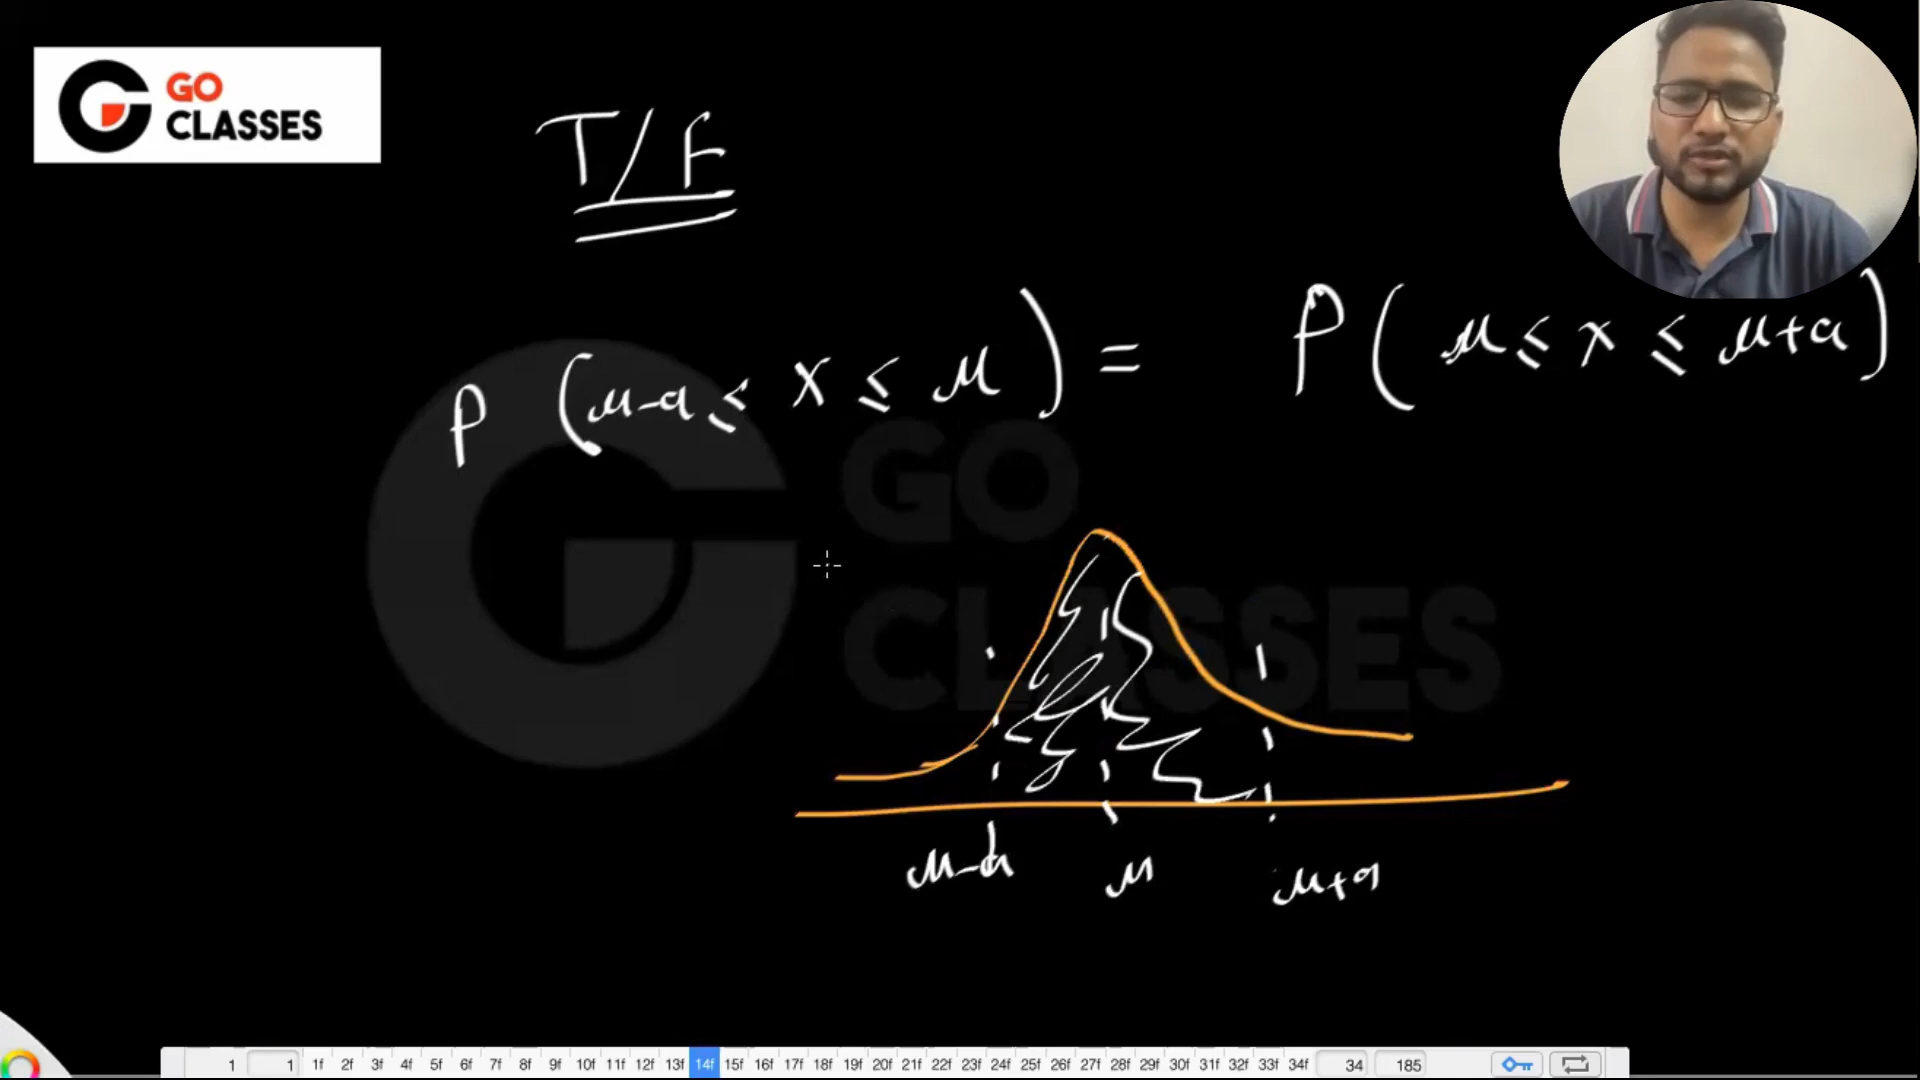 GO
CLASSES
T/F
P (μ-a ≤ x ≤ μ) = P(μ ≤ x ≤ μ+a)
GO
CLASSES
μ-a μ μ+a
1 1 1f 2f 3f 4f 5f 6f 7f 8f 9f 10f 11f 12f 13f 14f 15f 16f 17f 18f 19f 20f 21f 22f 23f 24f 25f 26f 27f 28f 29f 30f 31f 32f 33f 34f 34 185